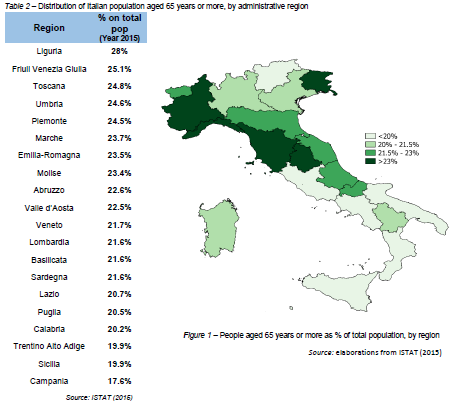 Table 2 – Distribution of Italian population aged 65 years or more, by administrative region
Region % on total
pop
(Year 2015)
Liguria 28%
Friuli Venezia Giulia 25.1%
Toscana 24.8%
Umbria 24.6%
Piemonte 24.5%
Marche 23.7%
Emilia-Romagna 23.5%
Molise 23.4%
Abruzzo 22.6%
Valle d'Aosta 22.5%
Veneto 21.7%
Lombardia 21.6%
Basilicata 21.6%
Sardegna 21.6%
Lazio 20.7%
Puglia 20.5%
Calabria 20.2%
Trentino Alto Adige 19.9%
Sicilia 19.9%
Campania 17.6%
Source: ISTAT (2016)
<20%
20% - 21.5%
21.5% - 23%
>23%
Figure 1 – People aged 65 years or more as % of total population, by region
Source: elaborations from ISTAT (2015)